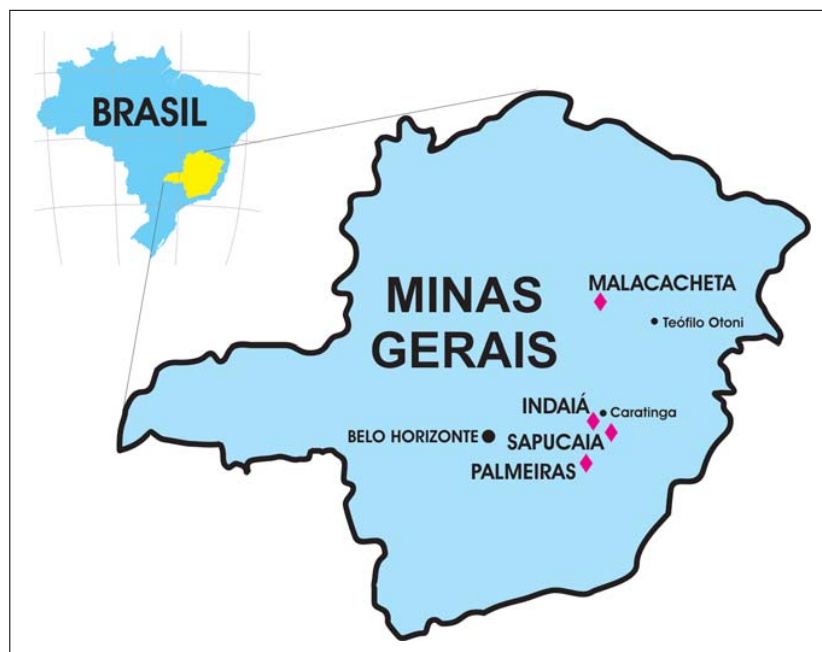 BRASIL
MINAS
GERAIS
MALACACHETA
Teófilo Otoni
INDAIÁ
Caratinga
BELO HORIZONTE
SAPUCAIA
PALMEIRAS